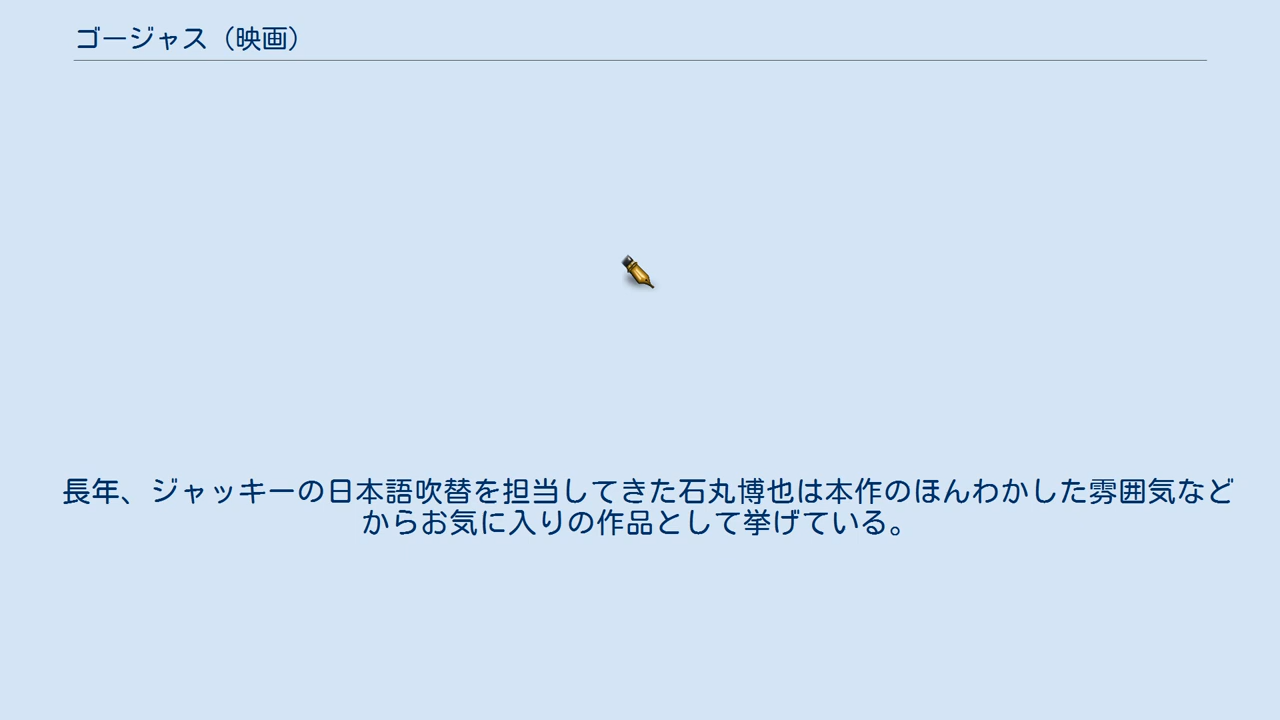 ゴージャス（映画）
長年、ジャッキーの日本語吹替を担当してきた石丸博也は本作のほんわかした雰囲気など
からお気に入りの作品として挙げている。